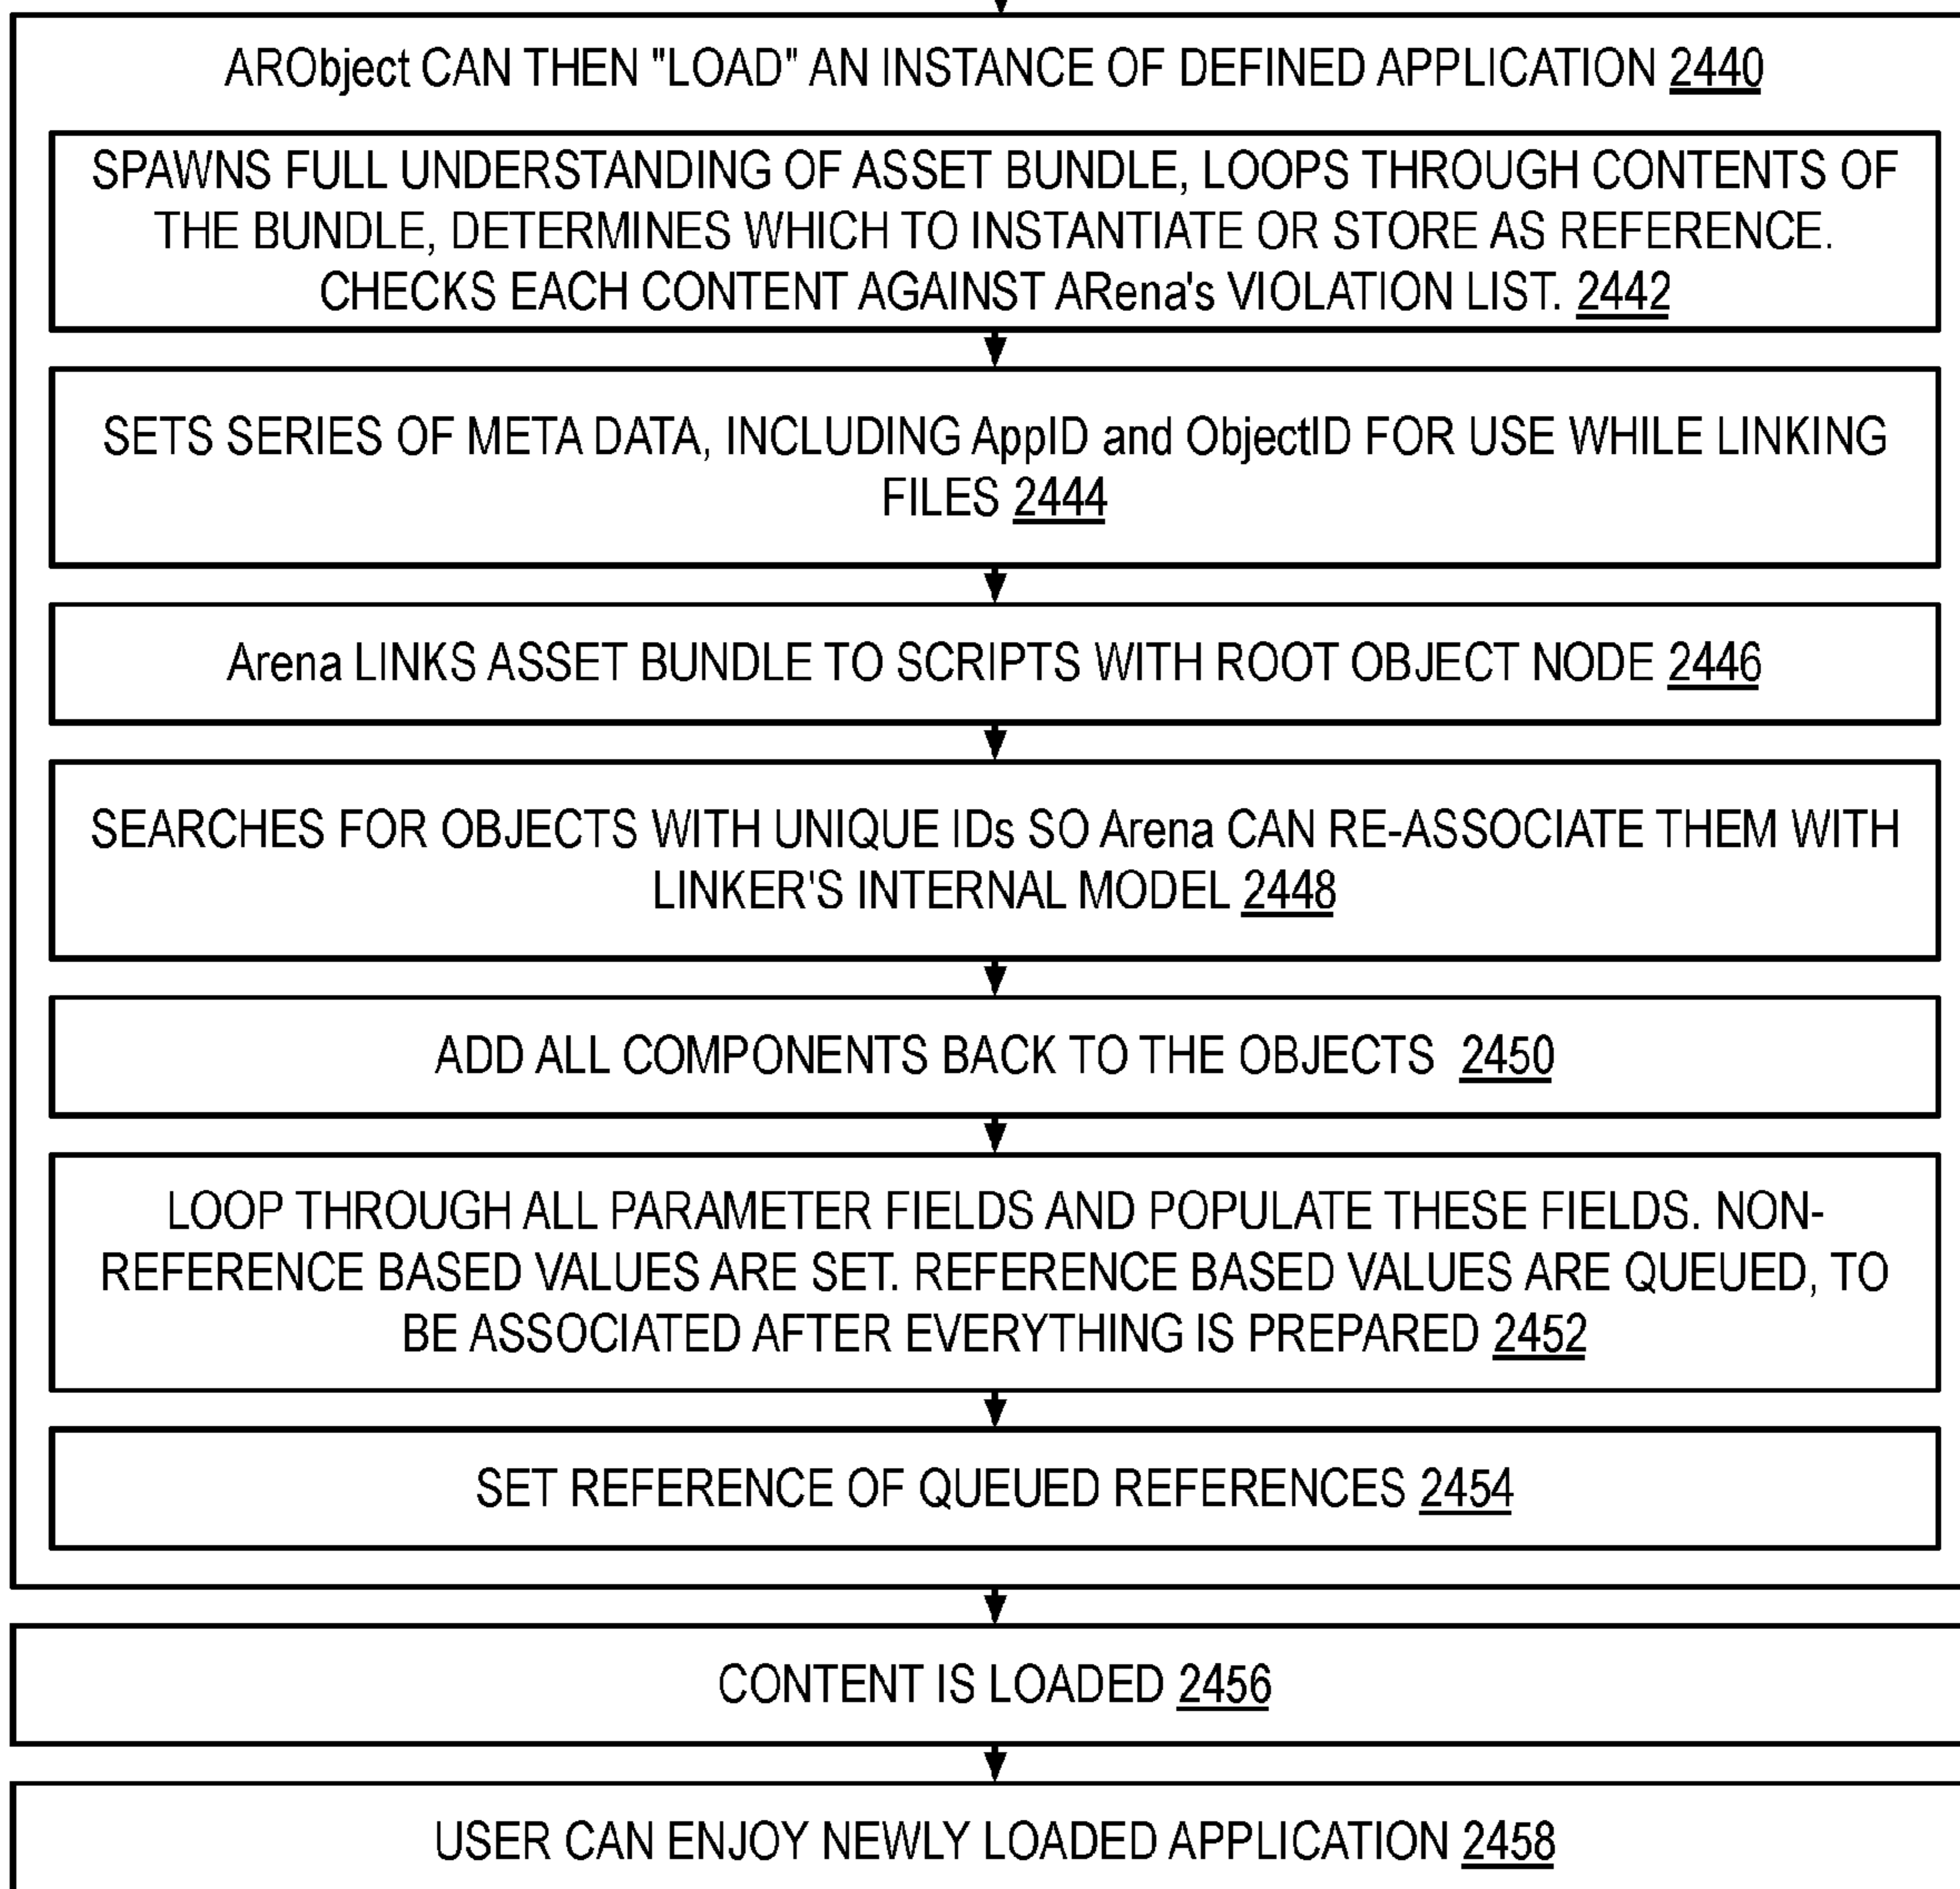 ARObject CAN THEN "LOAD" AN INSTANCE OF DEFINED APPLICATION 2440
SPAWNS FULL UNDERSTANDING OF ASSET BUNDLE, LOOPS THROUGH CONTENTS OF
THE BUNDLE, DETERMINES WHICH TO INSTANTIATE OR STORE AS REFERENCE.
CHECKS EACH CONTENT AGAINST ARena's VIOLATION LIST. 2442
SETS SERIES OF META DATA, INCLUDING AppID and ObjectID FOR USE WHILE LINKING
FILES 2444
Arena LINKS ASSET BUNDLE TO SCRIPTS WITH ROOT OBJECT NODE 2446
SEARCHES FOR OBJECTS WITH UNIQUE IDs SO Arena CAN RE-ASSOCIATE THEM WITH
LINKER'S INTERNAL MODEL 2448
ADD ALL COMPONENTS BACK TO THE OBJECTS 2450
LOOP THROUGH ALL PARAMETER FIELDS AND POPULATE THESE FIELDS. NON-
REFERENCE BASED VALUES ARE SET. REFERENCE BASED VALUES ARE QUEUED, TO
BE ASSOCIATED AFTER EVERYTHING IS PREPARED 2452
SET REFERENCE OF QUEUED REFERENCES 2454
CONTENT IS LOADED 2456
USER CAN ENJOY NEWLY LOADED APPLICATION 2458